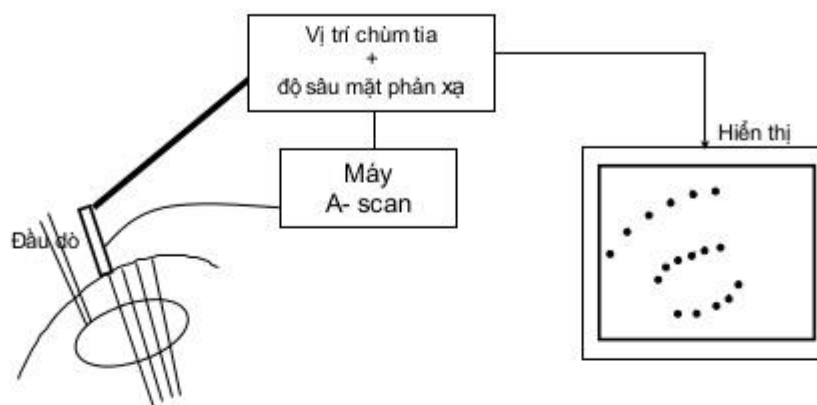 Vị trí chùm tia
+
độ sâu mặt phản xạ
Hiển thị
Máy
A- scan
Đầu dò